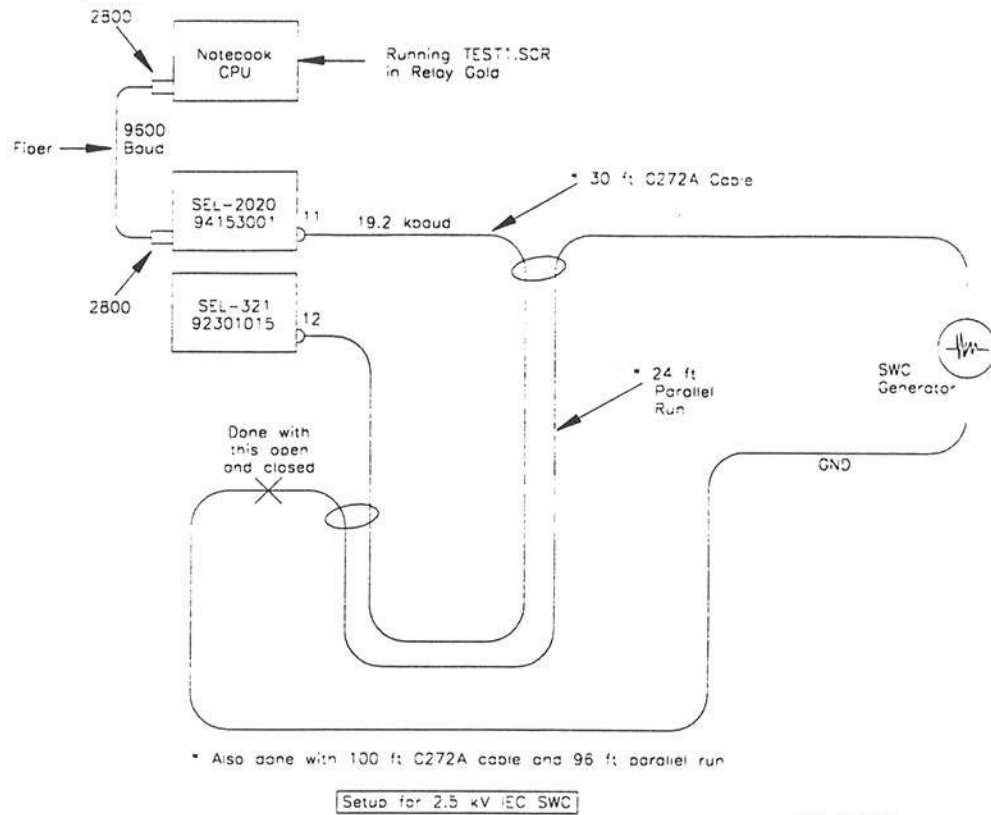 2800
Notebook
CPU
Running TEST1.SCR
in Relay Gold
Fiber
9600
Baud
* 30 ft C272A Cable
SEL-2020
94153001
11
19.2 kbaud
2800
SEL-321
92301015
12
* 24 ft
Parallel
Run
SWC
Generator
Done with
this open
and closed
GND
* Also done with 100 ft C272A cable and 96 ft parallel run
Setup for 2.5 kV IEC SWC